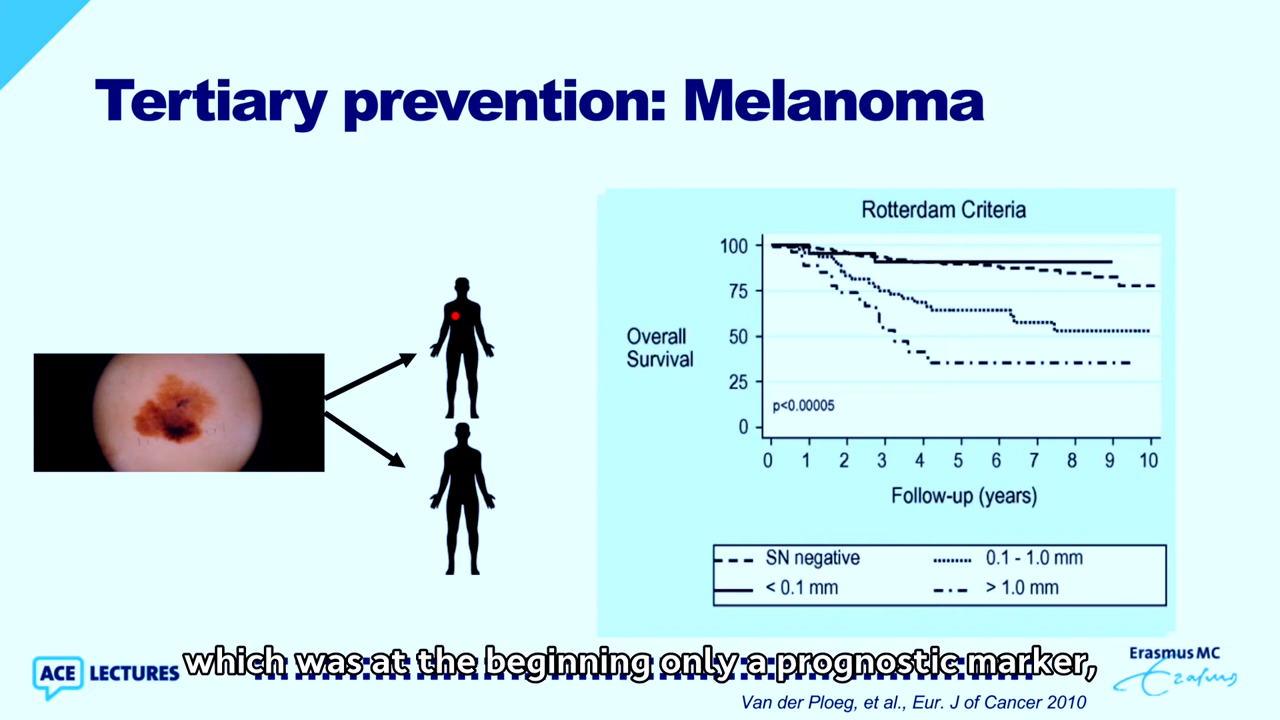 Tertiary prevention: Melanoma
Rotterdam Criteria
100
75
50
25
0
Overall
Survival
p<0.00005
0 1 2 3 4 5 6 7 8 9 10
Follow-up (years)
SN negative
0.1 - 1.0 mm
< 0.1 mm
> 1.0 mm
which was at the beginning only a prognostic marker,
ACE LECTURES
Erasmus MC
Erasmus
Van der Ploeg, et al., Eur. J of Cancer 2010